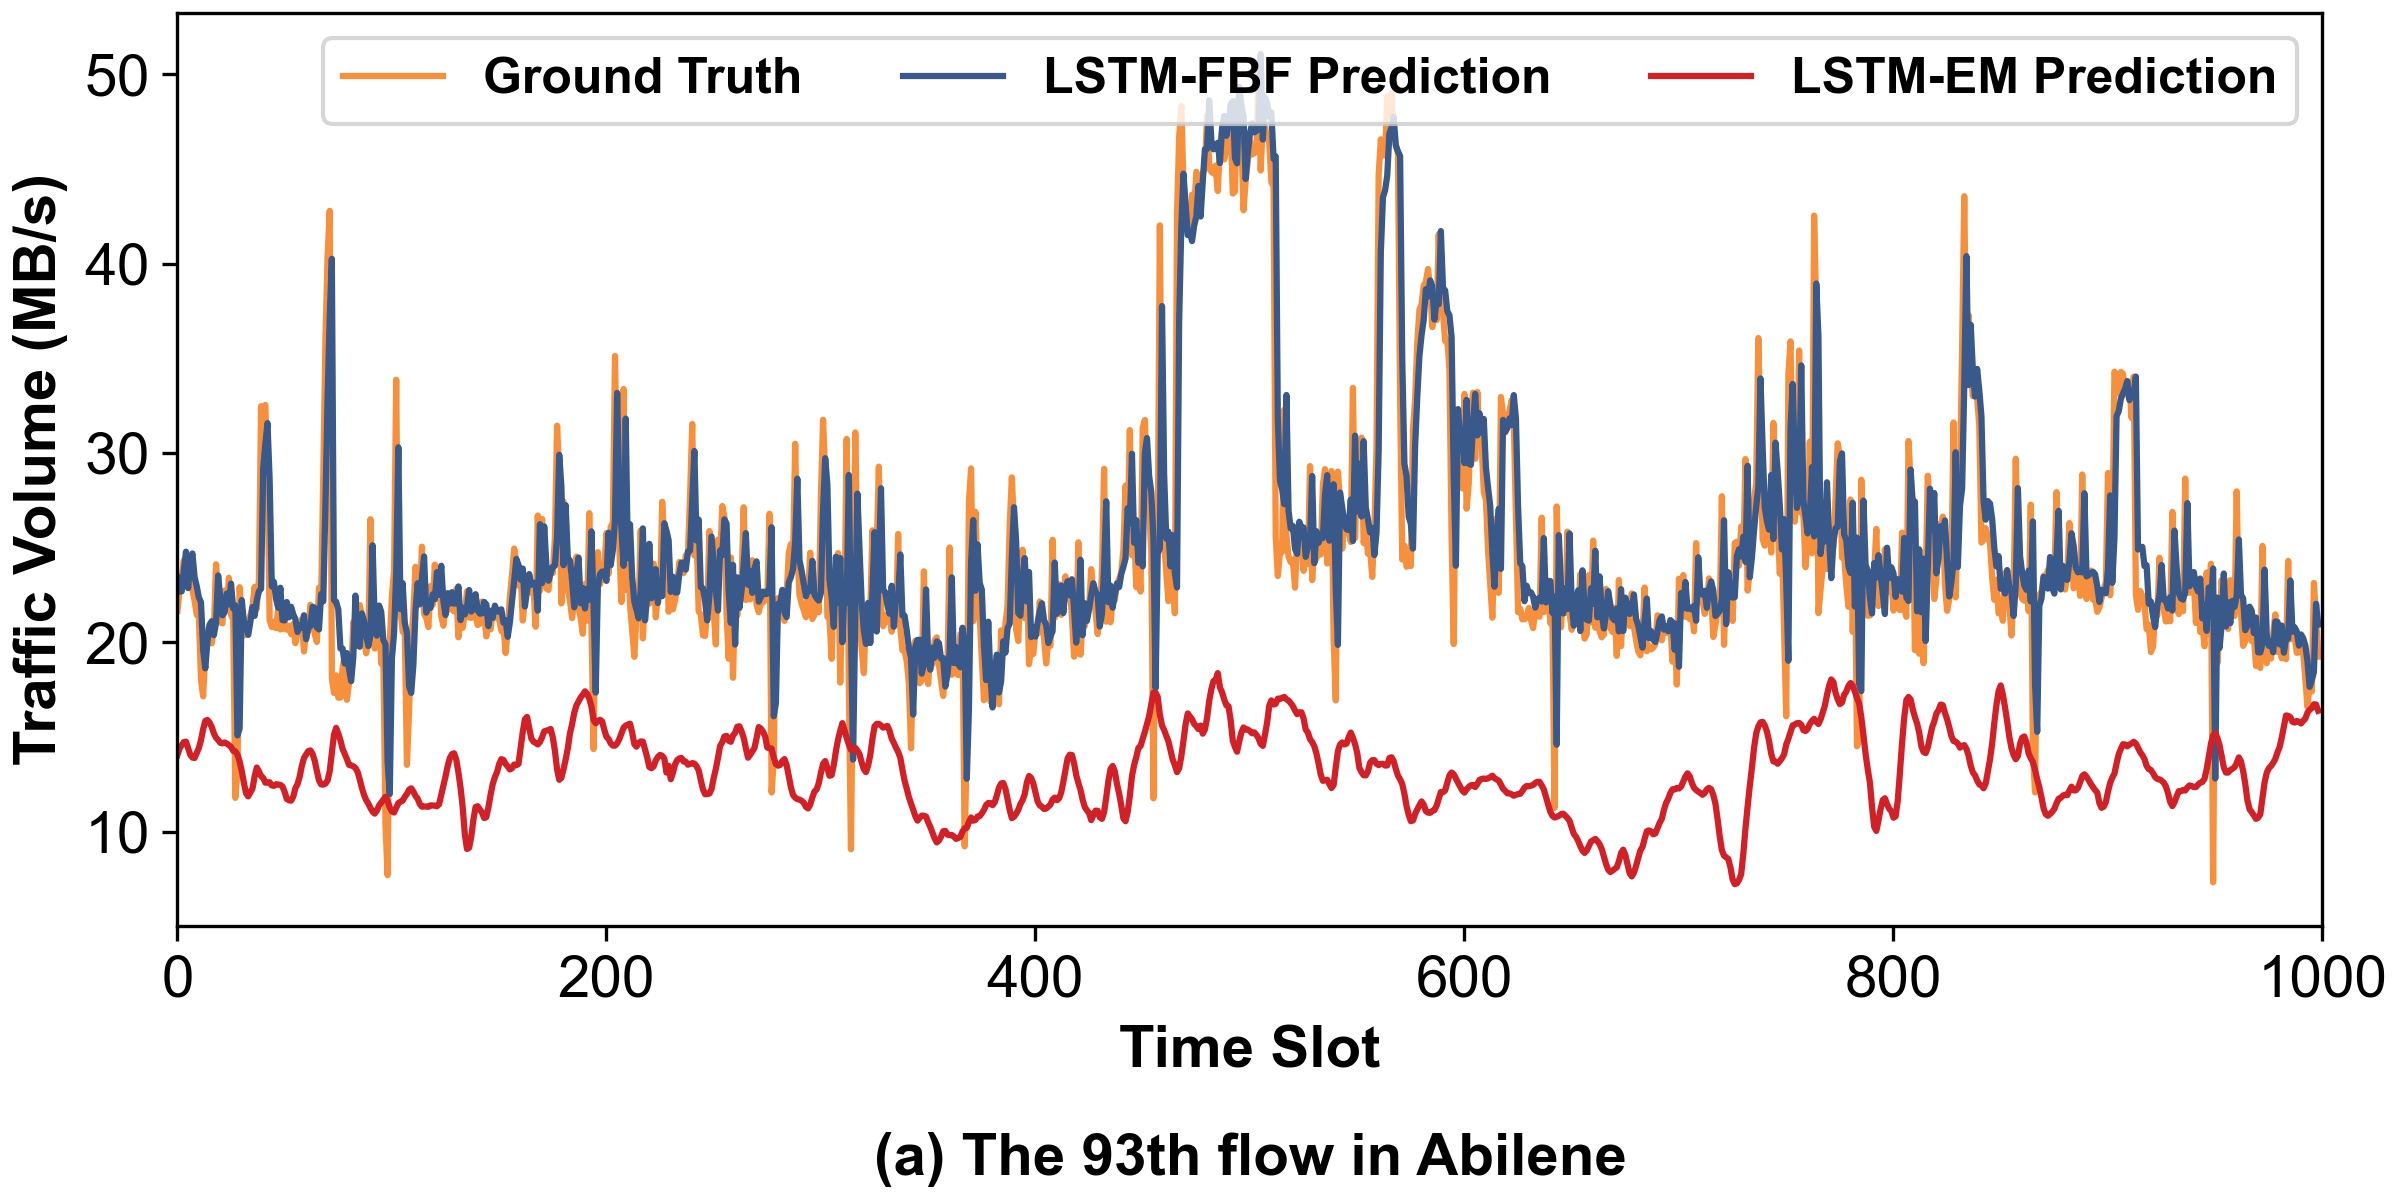 Ground Truth LSTM-FBF Prediction LSTM-EM Prediction
50
40
30
20
10
Traffic Volume (MB/s)
0 200 400 600 800 1000
Time Slot
(a) The 93th flow in Abilene